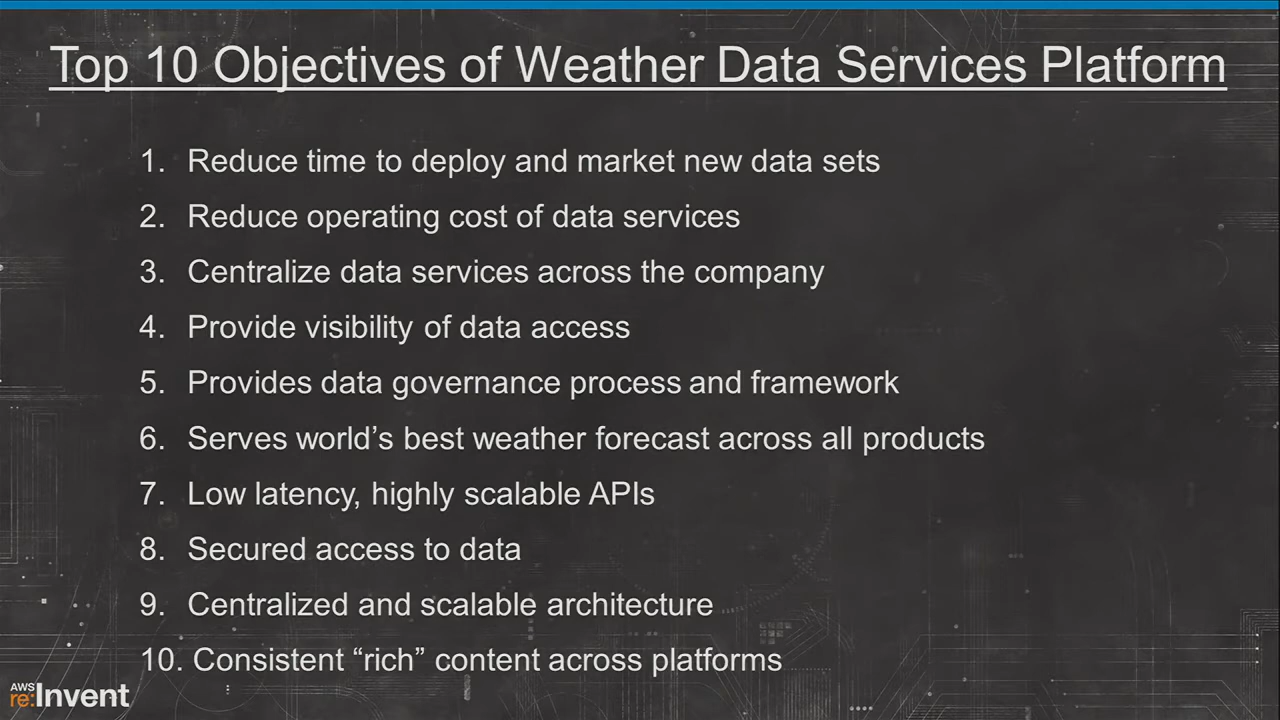 Top 10 Objectives of Weather Data Services Platform
1. Reduce time to deploy and market new data sets
2. Reduce operating cost of data services
3. Centralize data services across the company
4. Provide visibility of data access
5. Provides data governance process and framework
6. Serves world’s best weather forecast across all products
7. Low latency, highly scalable APIs
8. Secured access to data
9. Centralized and scalable architecture
10. Consistent “rich” content across platforms
AWS
re:Invent